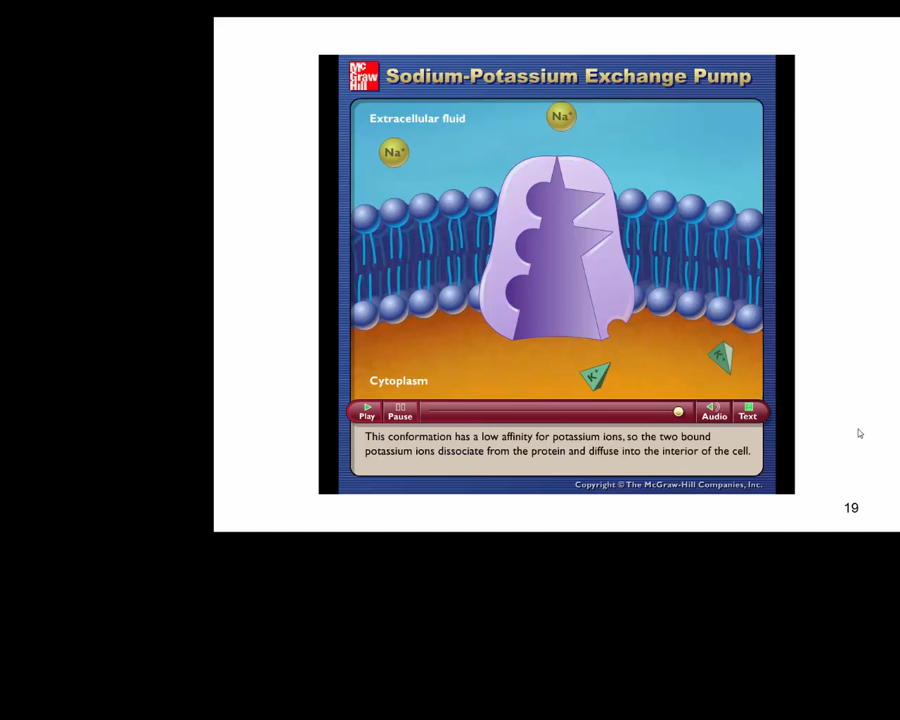 Mc
Graw
Hill
Sodium-Potassium Exchange Pump
Extracellular fluid
Na⁺
Na⁺
K⁺
K⁺
Cytoplasm
Play
Pause
Audio
Text
This conformation has a low affinity for potassium ions, so the two bound
potassium ions dissociate from the protein and diffuse into the interior of the cell.
Copyright © The McGraw-Hill Companies, Inc.
19